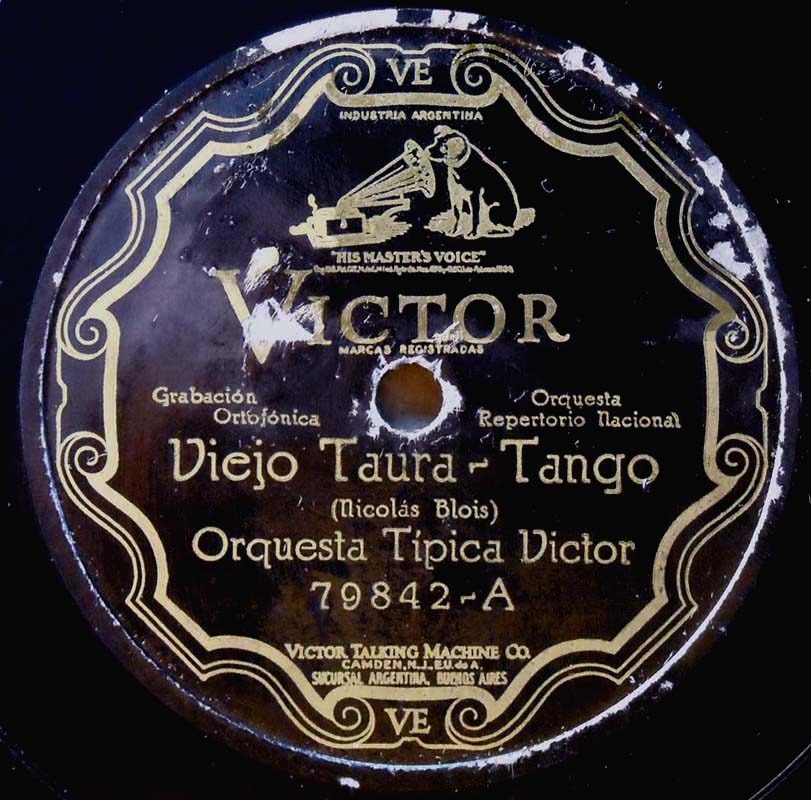 VE
INDUSTRIA ARGENTINA
"HIS MASTER'S VOICE"
VICTOR
MARCAS REGISTRADAS
Grabación Orquesta
Ortofónica Repertorio Nacional
Viejo Taura - Tango
(Nicolás Blois)
Orquesta Típica Victor
79842-A
VICTOR TALKING MACHINE CO.
CAMDEN, N.J., E.U. de A.
SUCURSAL ARGENTINA, BUENOS AIRES
VE